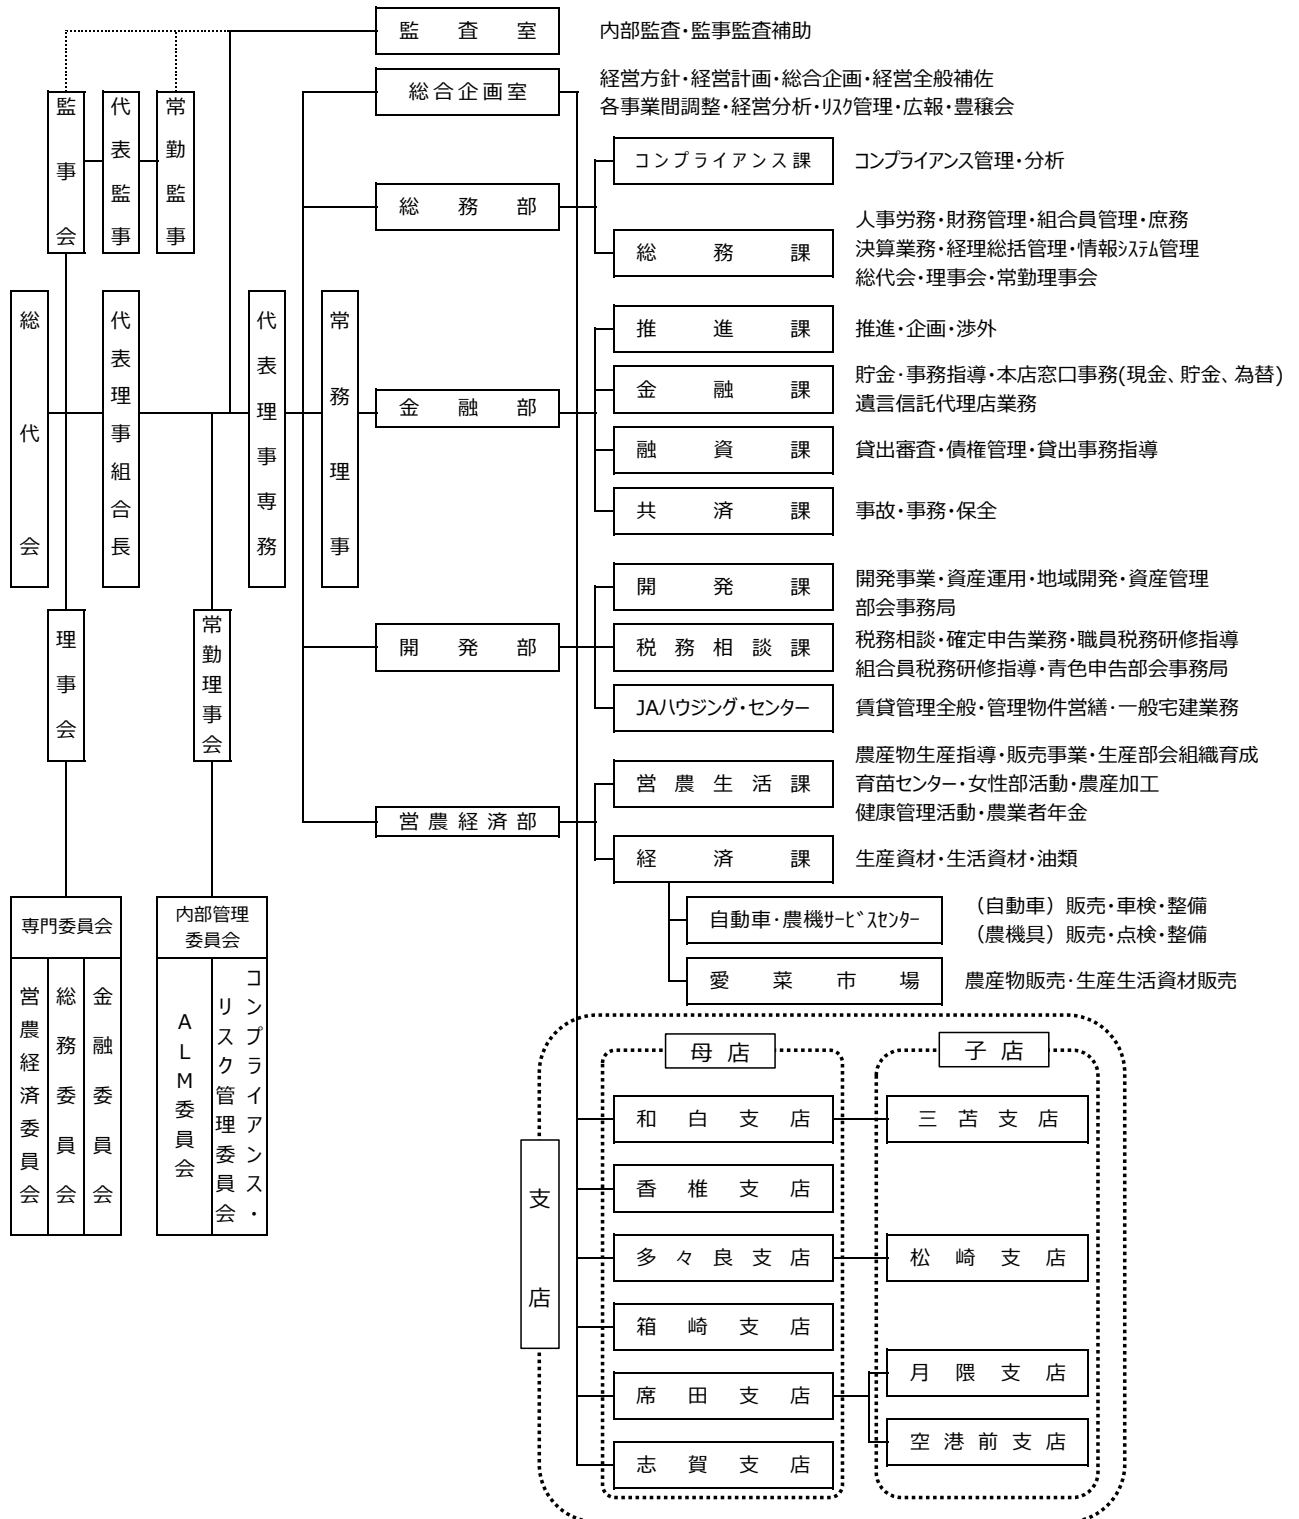 監査室
内部監査・監事監査補助
総合企画室
経営方針・経営計画・総合企画・経営全般補佐
各事業間調整・経営分析・ﾘｽｸ管理・広報・豊穣会
監事会
代表監事
常勤監事
コンプライアンス課
コンプライアンス管理・分析
総務部
総務課
人事労務・財務管理・組合員管理・庶務
決算業務・経理総括管理・情報ｼｽﾃﾑ管理
総代会・理事会・常勤理事会
総代会
代表理事組合長
代表理事専務
常務理事
推進課
推進・企画・渉外
金融部
金融課
貯金・事務指導・本店窓口事務(現金、貯金、為替)
遺言信託代理店業務
融資課
貸出審査・債権管理・貸出事務指導
共済課
事故・事務・保全
理事会
常勤理事会
開発部
開発課
開発事業・資産運用・地域開発・資産管理
部会事務局
税務相談課
税務相談・確定申告業務・職員税務研修指導
組合員税務研修指導・青色申告部会事務局
JAハウジング・センター
賃貸管理全般・管理物件営繕・一般宅建業務
営農経済部
営農生活課
農産物生産指導・販売事業・生産部会組織育成
育苗センター・女性部活動・農産加工
健康管理活動・農業者年金
経済課
生産資材・生活資材・油類
自動車・農機ｻｰﾋﾞｽｾﾝﾀｰ
（自動車）販売・車検・整備
（農機具）販売・点検・整備
愛菜市場
農産物販売・生産生活資材販売
専門委員会
営農経済委員会
総務委員会
金融委員会
内部管理
委員会
ALM委員会
コンプライアンス・
リスク管理委員会
支店
母店
子店
和白支店
三苫支店
香椎支店
多々良支店
松崎支店
箱崎支店
席田支店
月隈支店
空港前支店
志賀支店